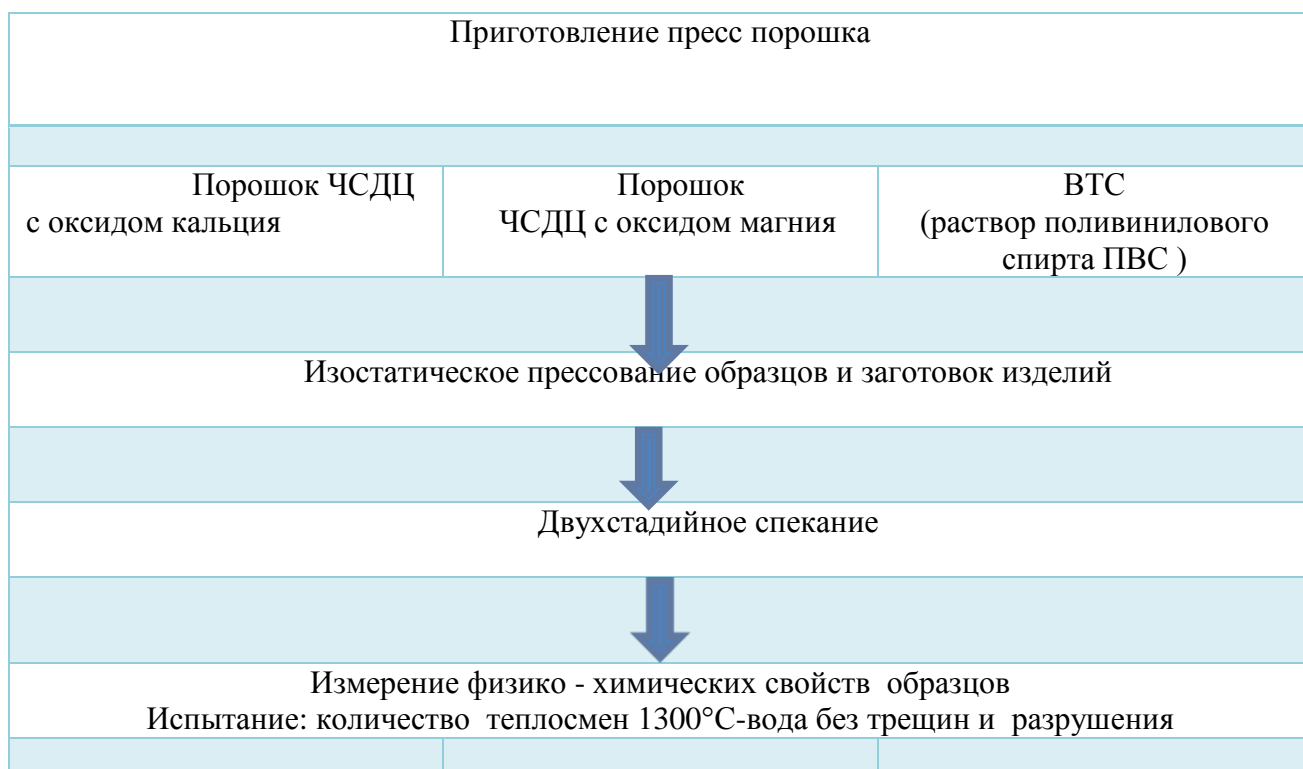 Приготовление пресс порошка
Порошок ЧСДЦ
с оксидом кальция
Порошок
ЧСДЦ с оксидом магния
ВТС
(раствор поливинилового
спирта ПВС )
Изостатическое прессование образцов и заготовок изделий
Двухстадийное спекание
Измерение физико - химических свойств образцов
Испытание: количество теплосмен 1300°С-вода без трещин и разрушения